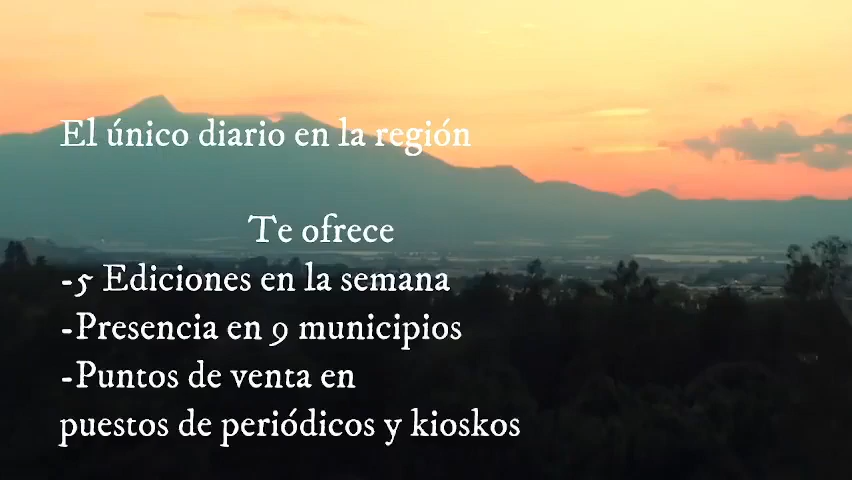 El único diario en la región
Te ofrece
-5 Ediciones en la semana
-Presencia en 9 municipios
-Puntos de venta en
puestos de periódicos y kioskos